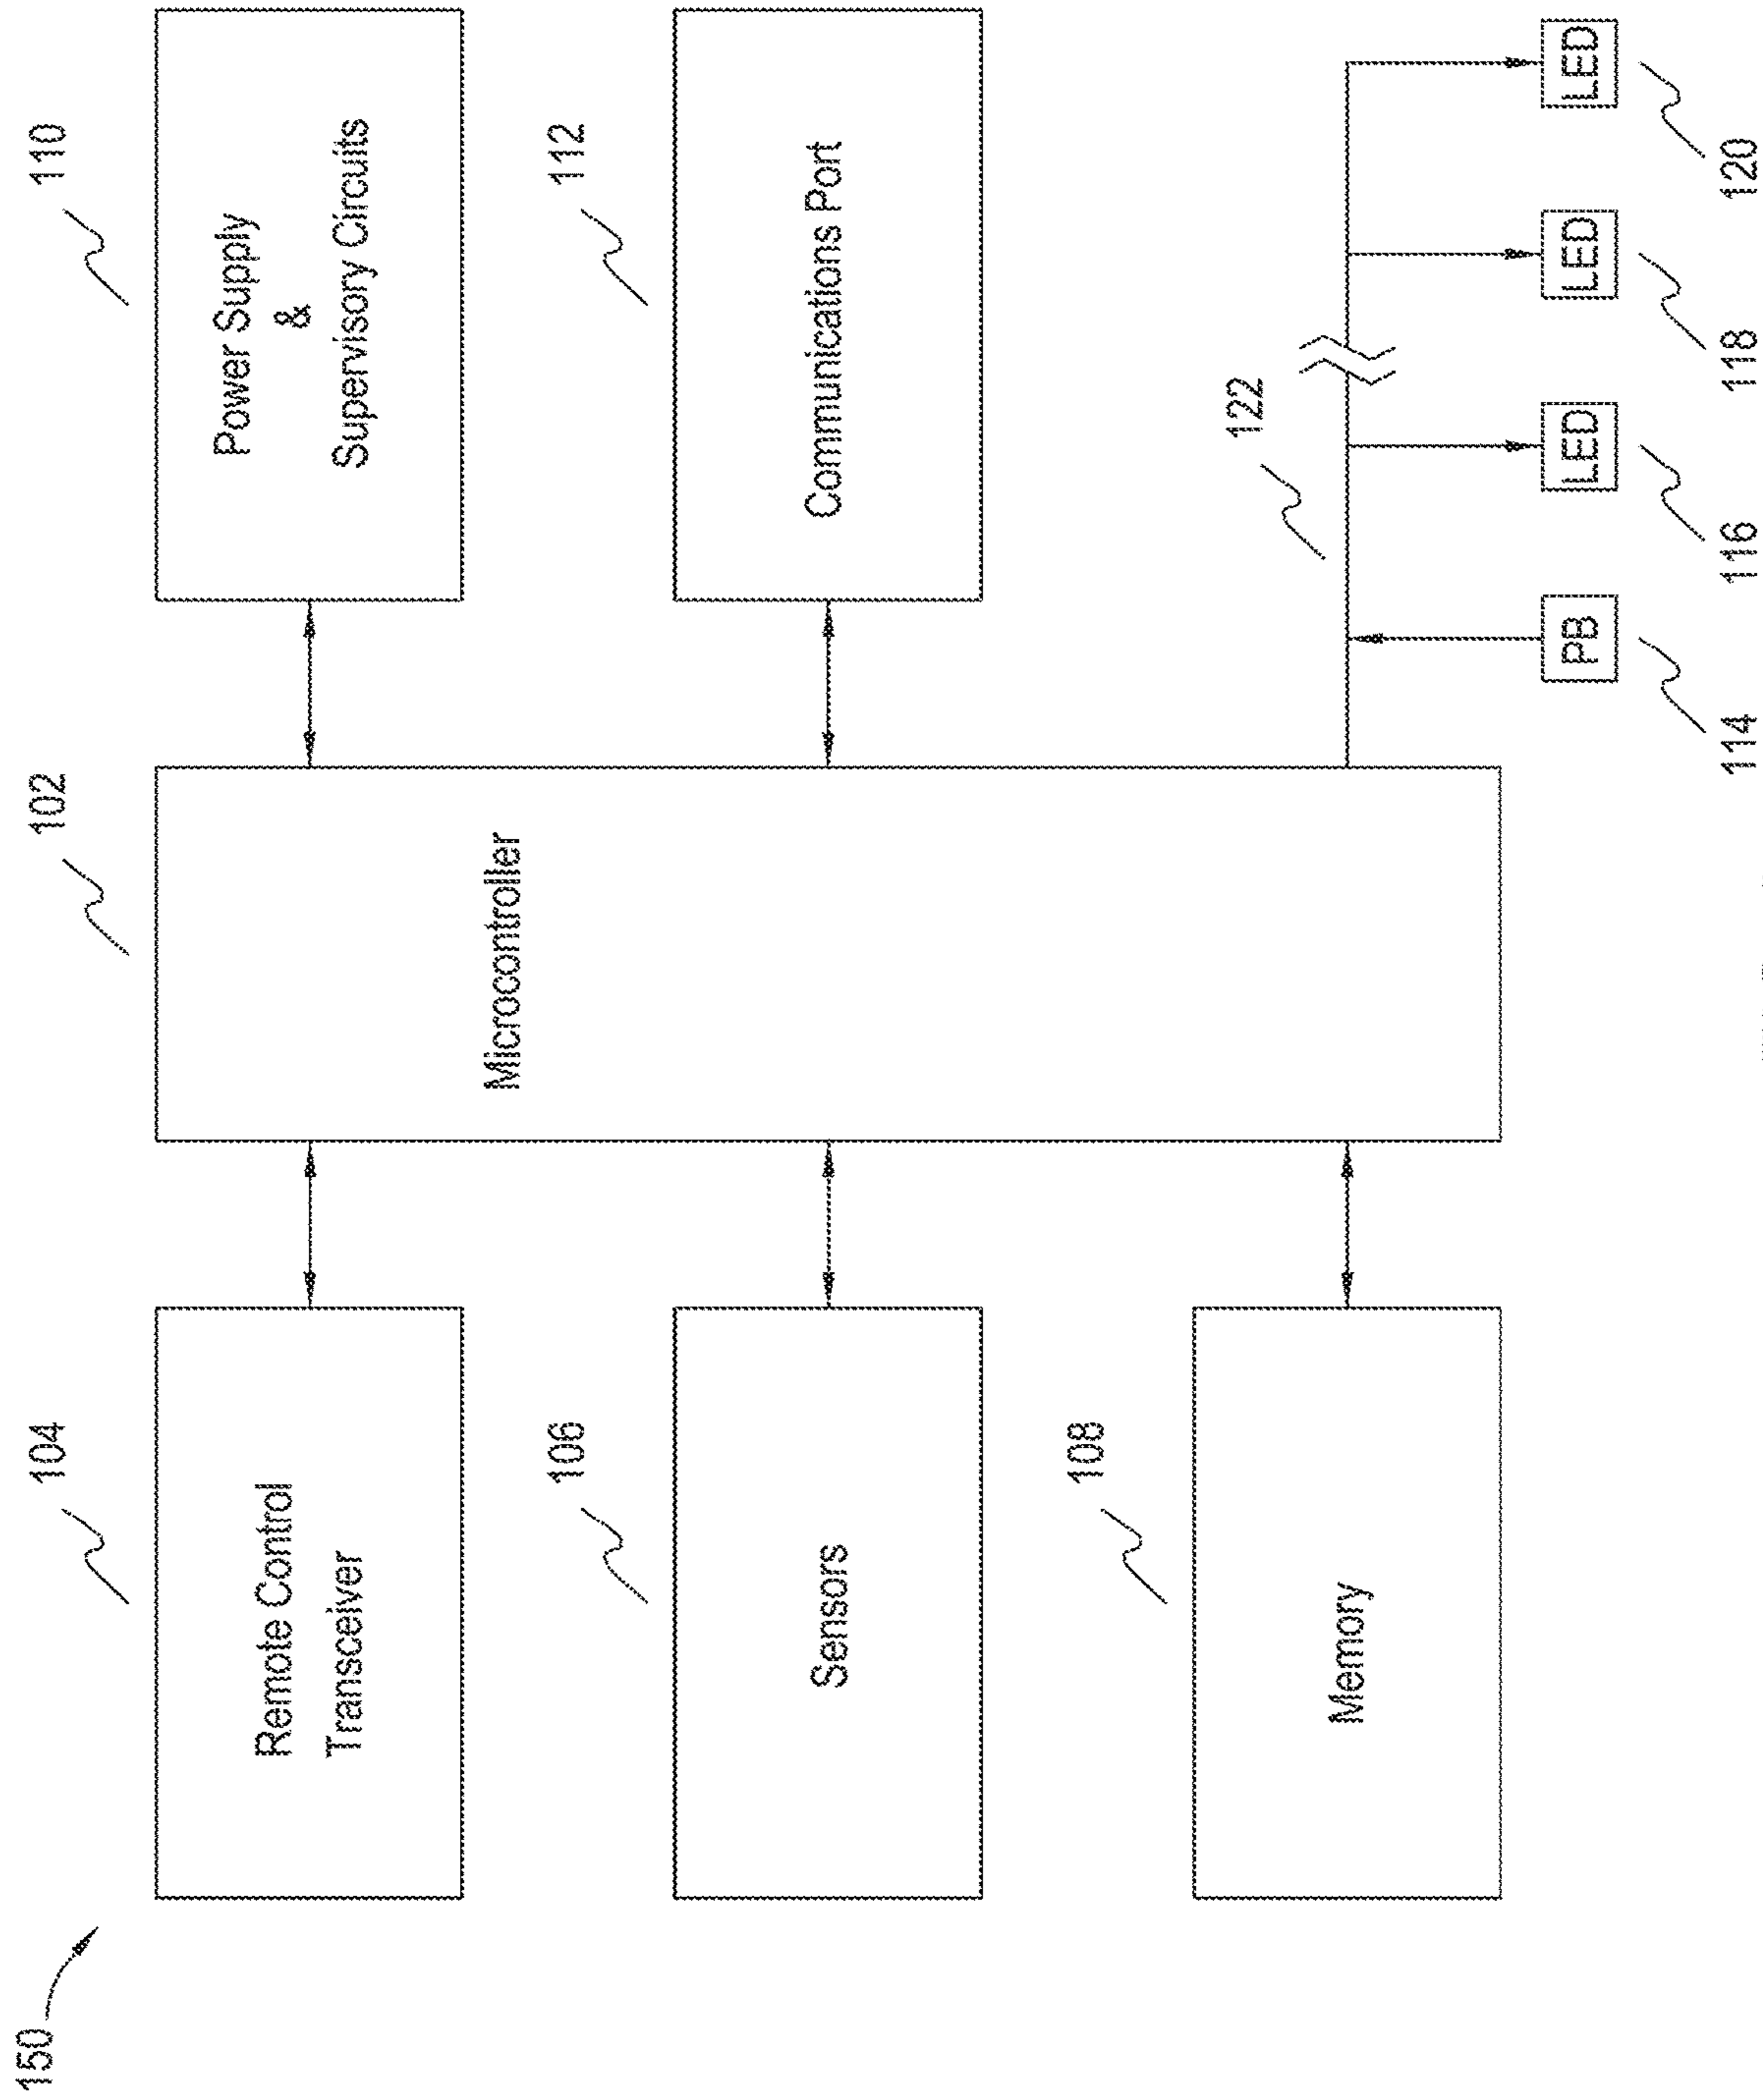 150
104
Remote Control
Transceiver
106
Sensors
108
Memory
102
Microcontroller
110
Power Supply
&
Supervisory Circuits
112
Communications Port
122
PB
LED
LED
LED
114
116
118
120